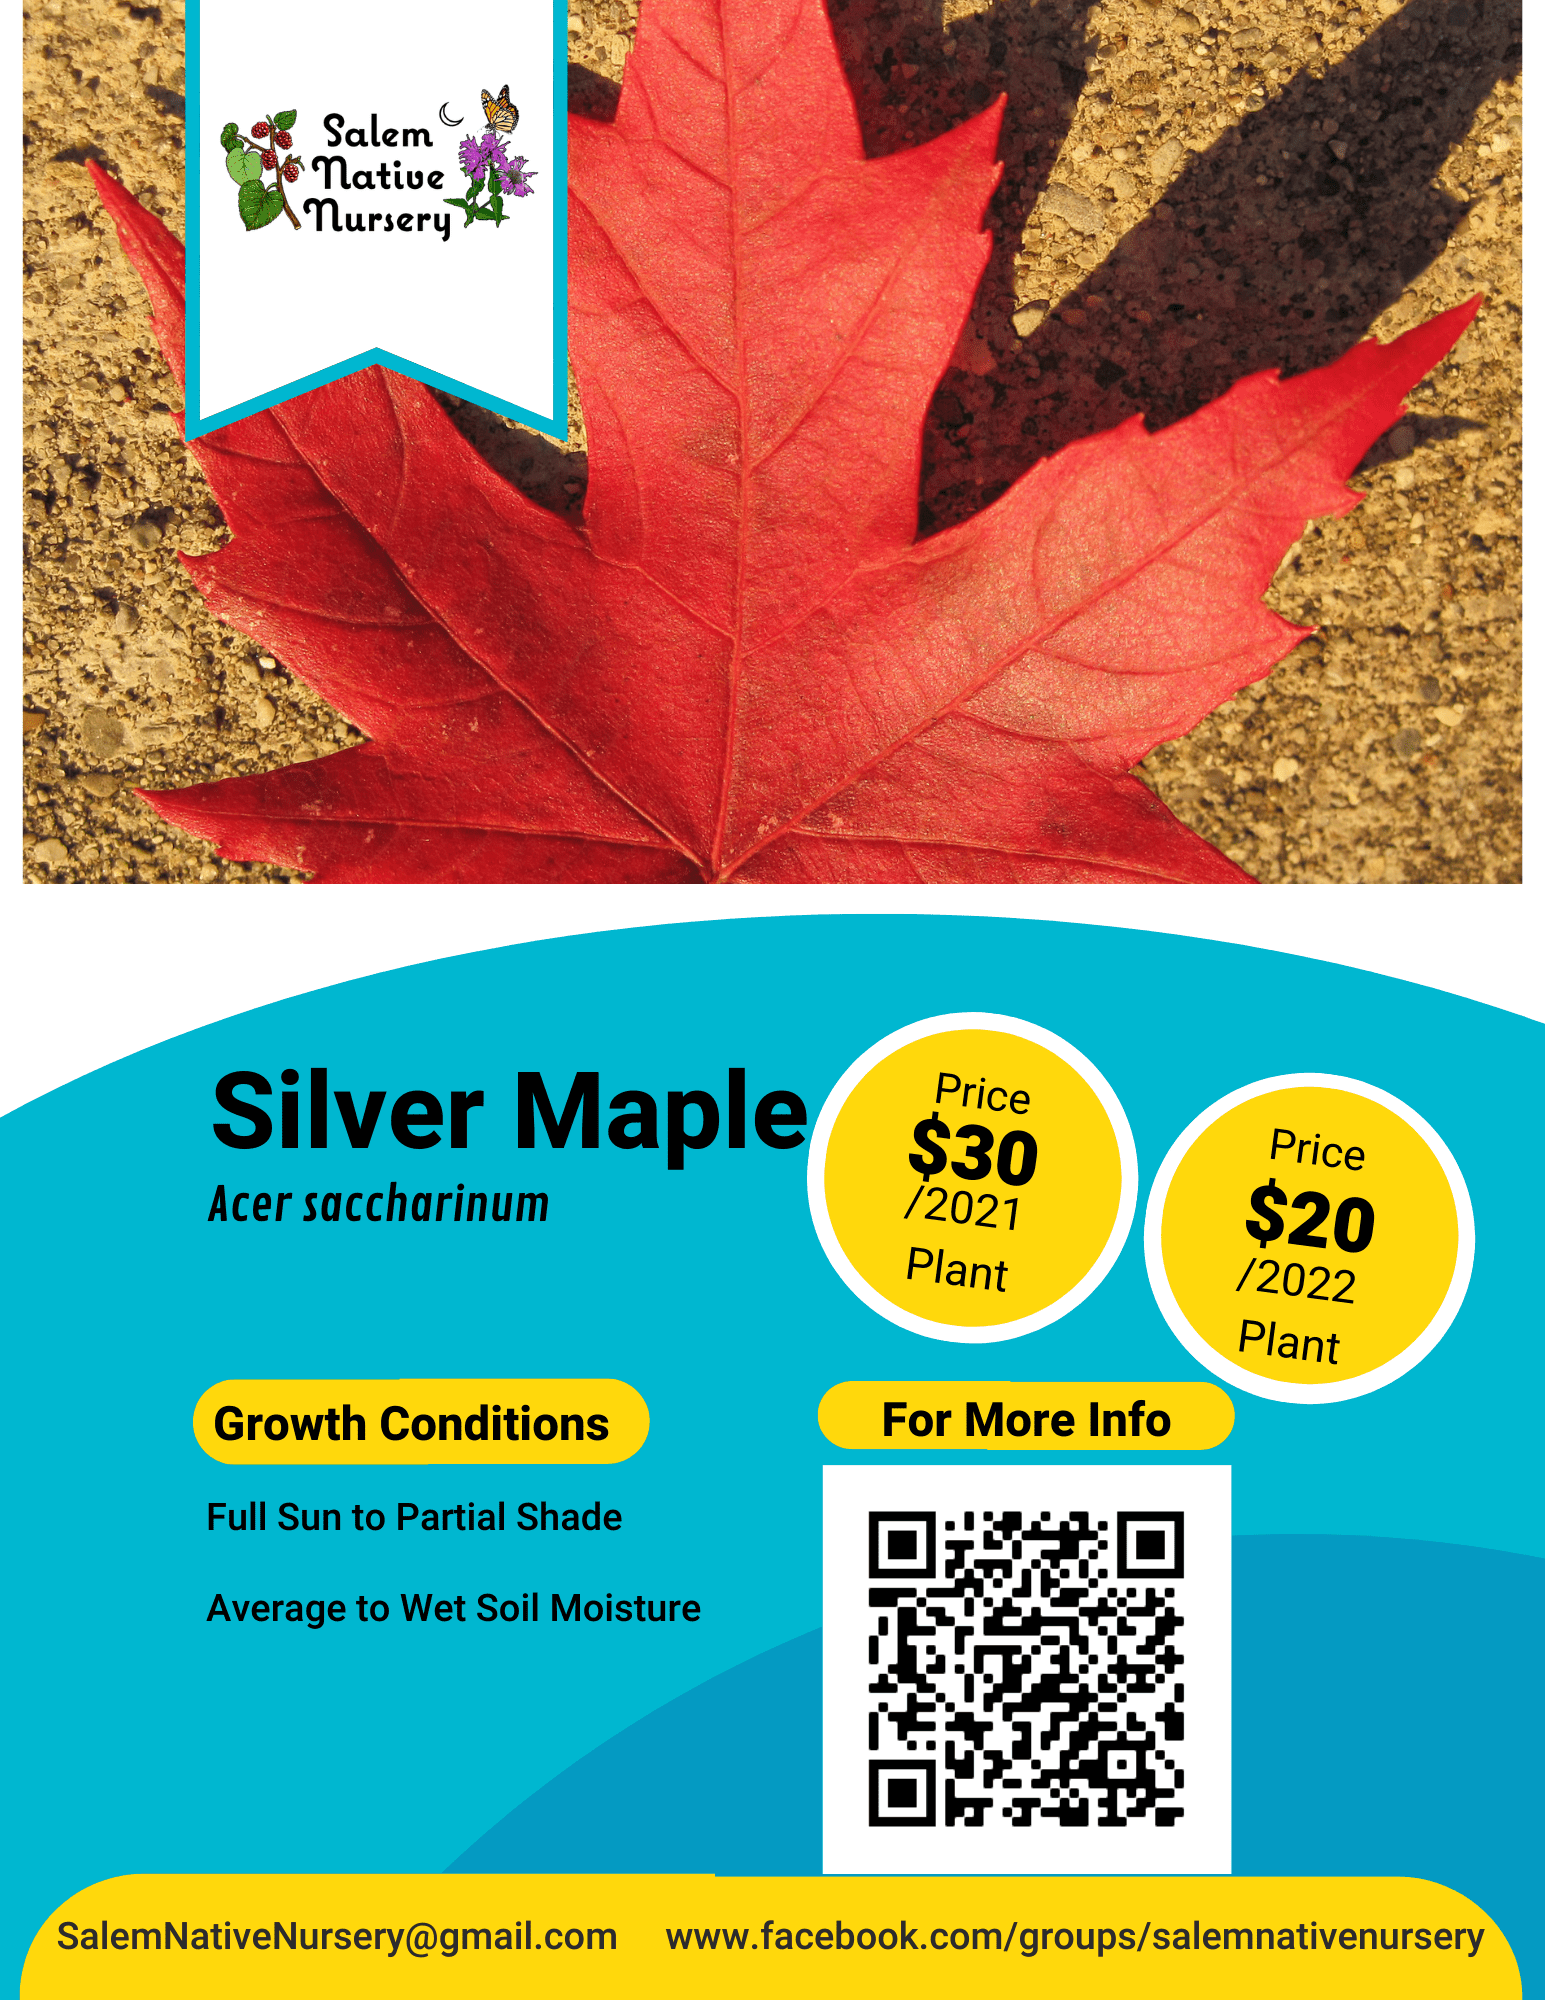 Salem
Native
Nursery
Silver Maple
Acer saccharinum
Price
$30
/2021
Plant
Price
$20
/2022
Plant
Growth Conditions
Full Sun to Partial Shade
Average to Wet Soil Moisture
For More Info
SalemNativeNursery@gmail.com
www.facebook.com/groups/salemnativenursery